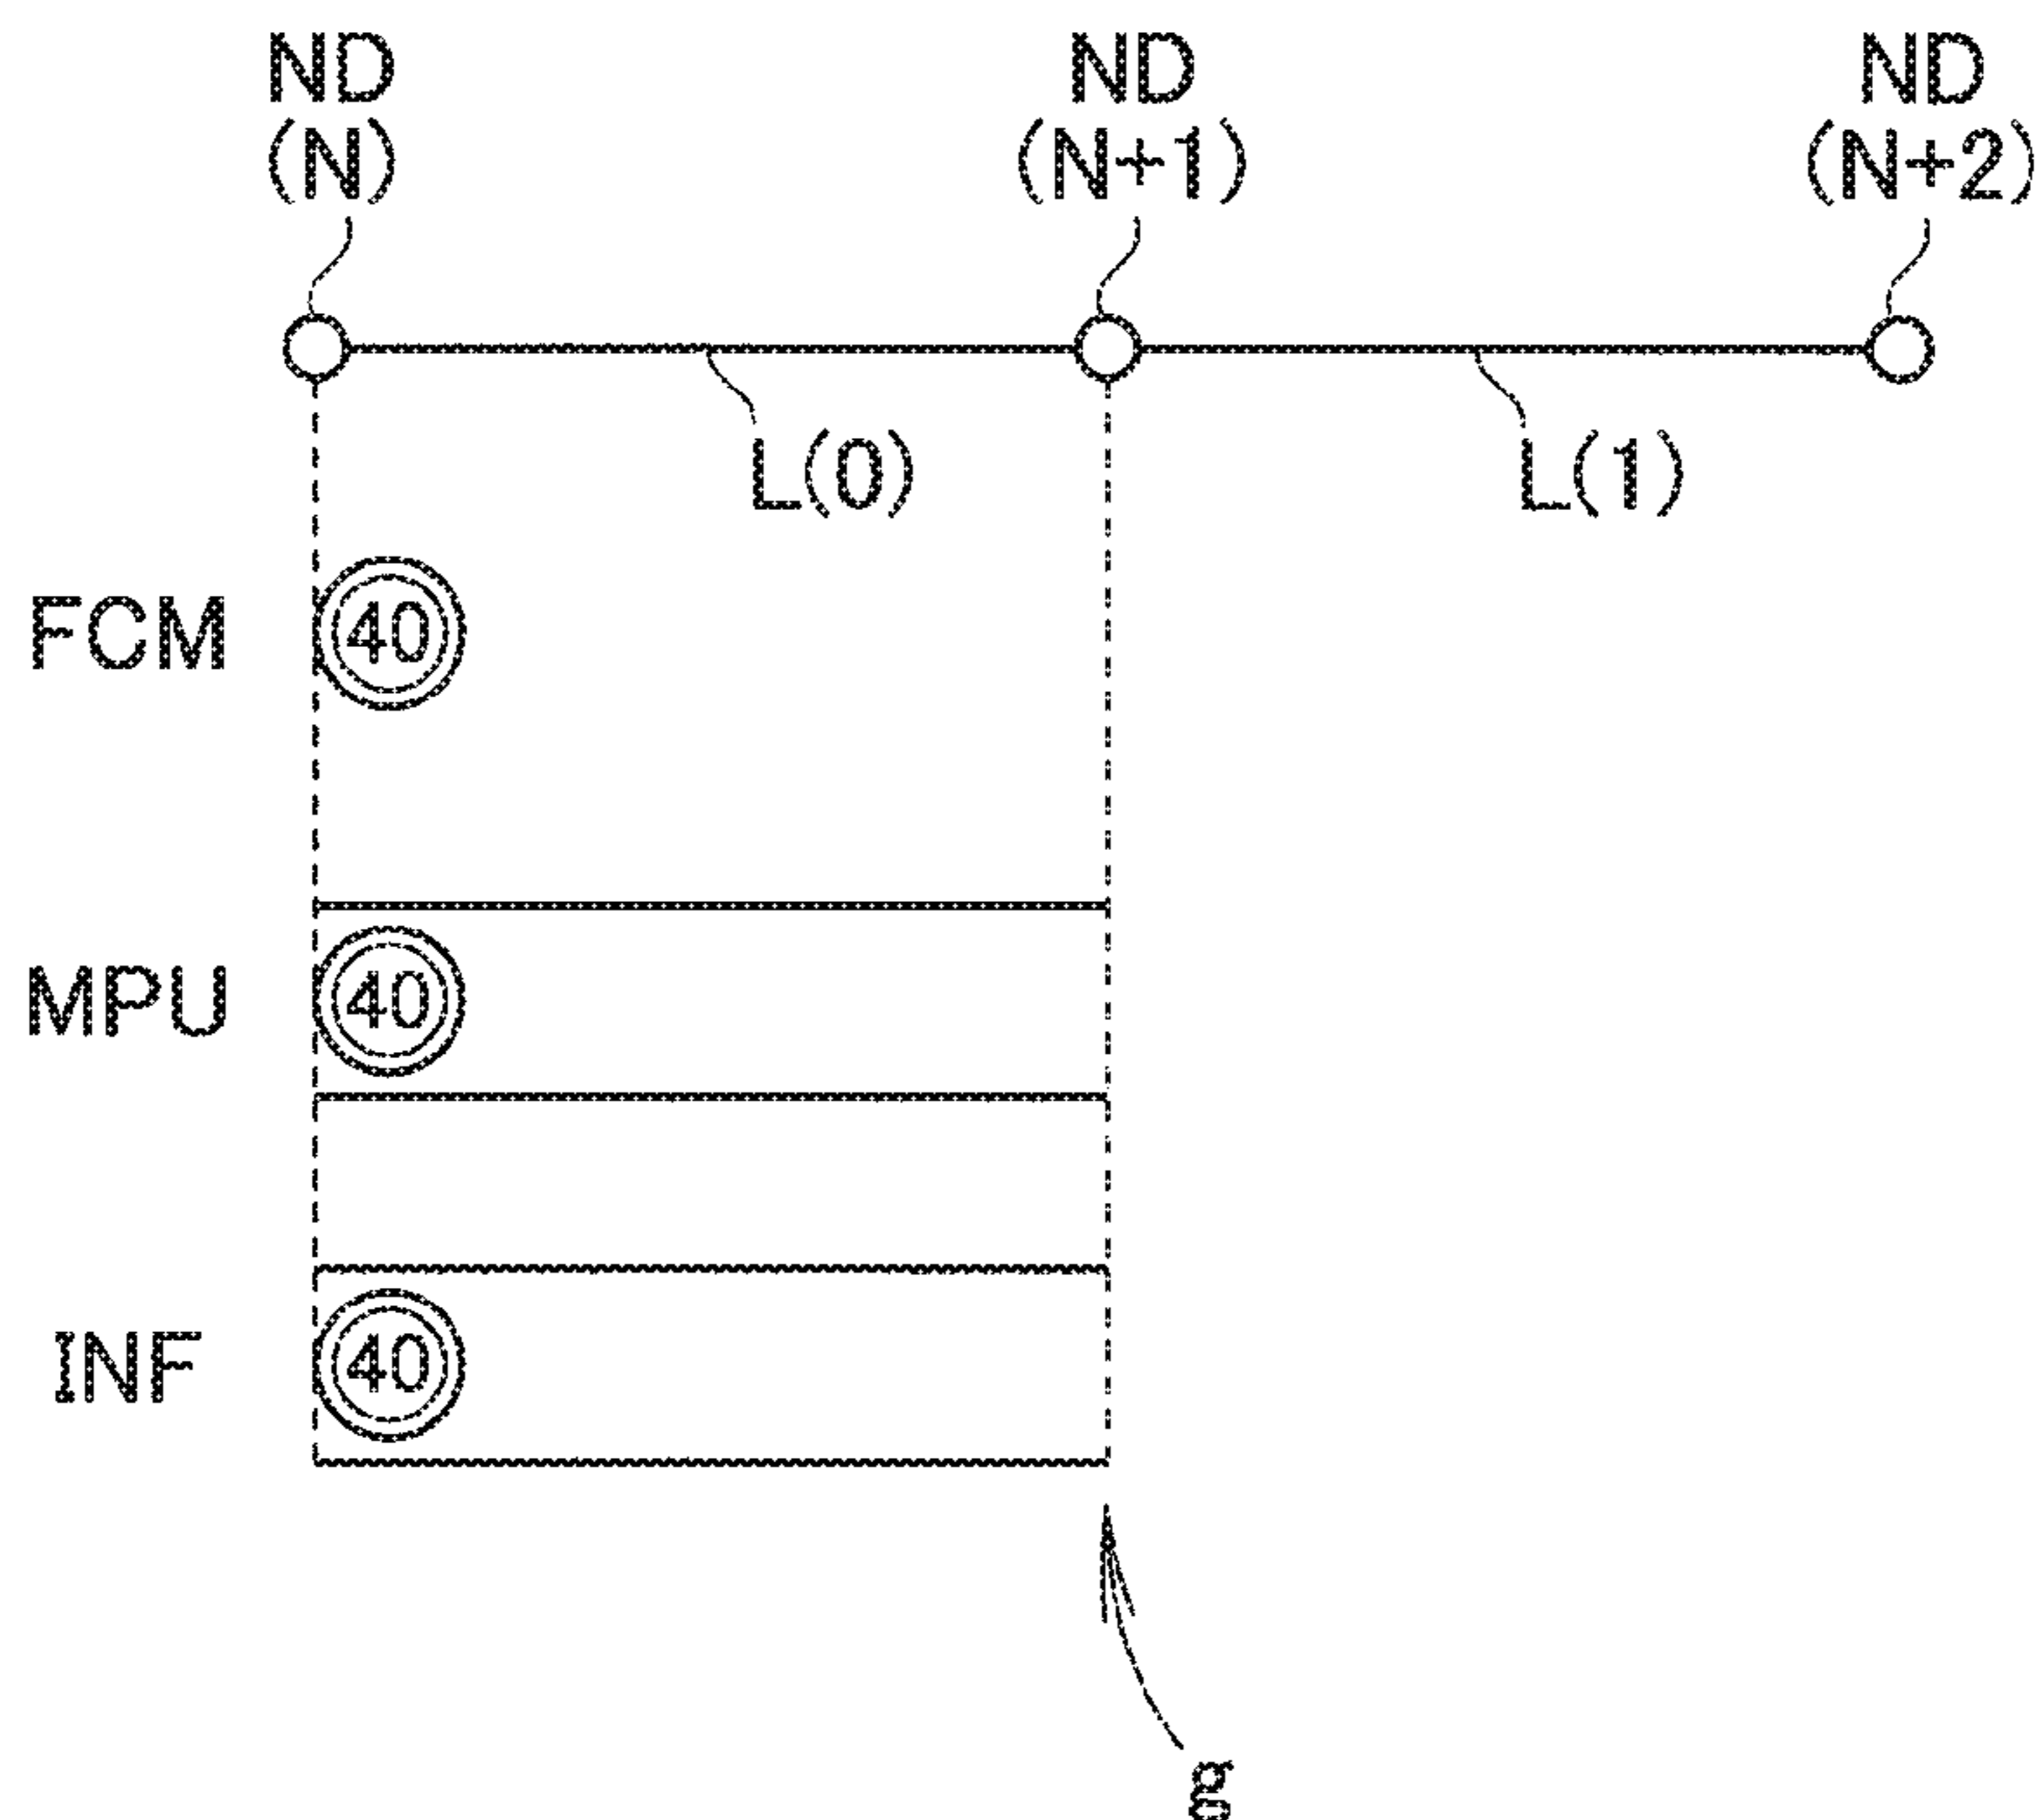 ND ND ND
(N) (N+1) (N+2)
L(0) L(1)
FCM 40
MPU 40
INF 40
g